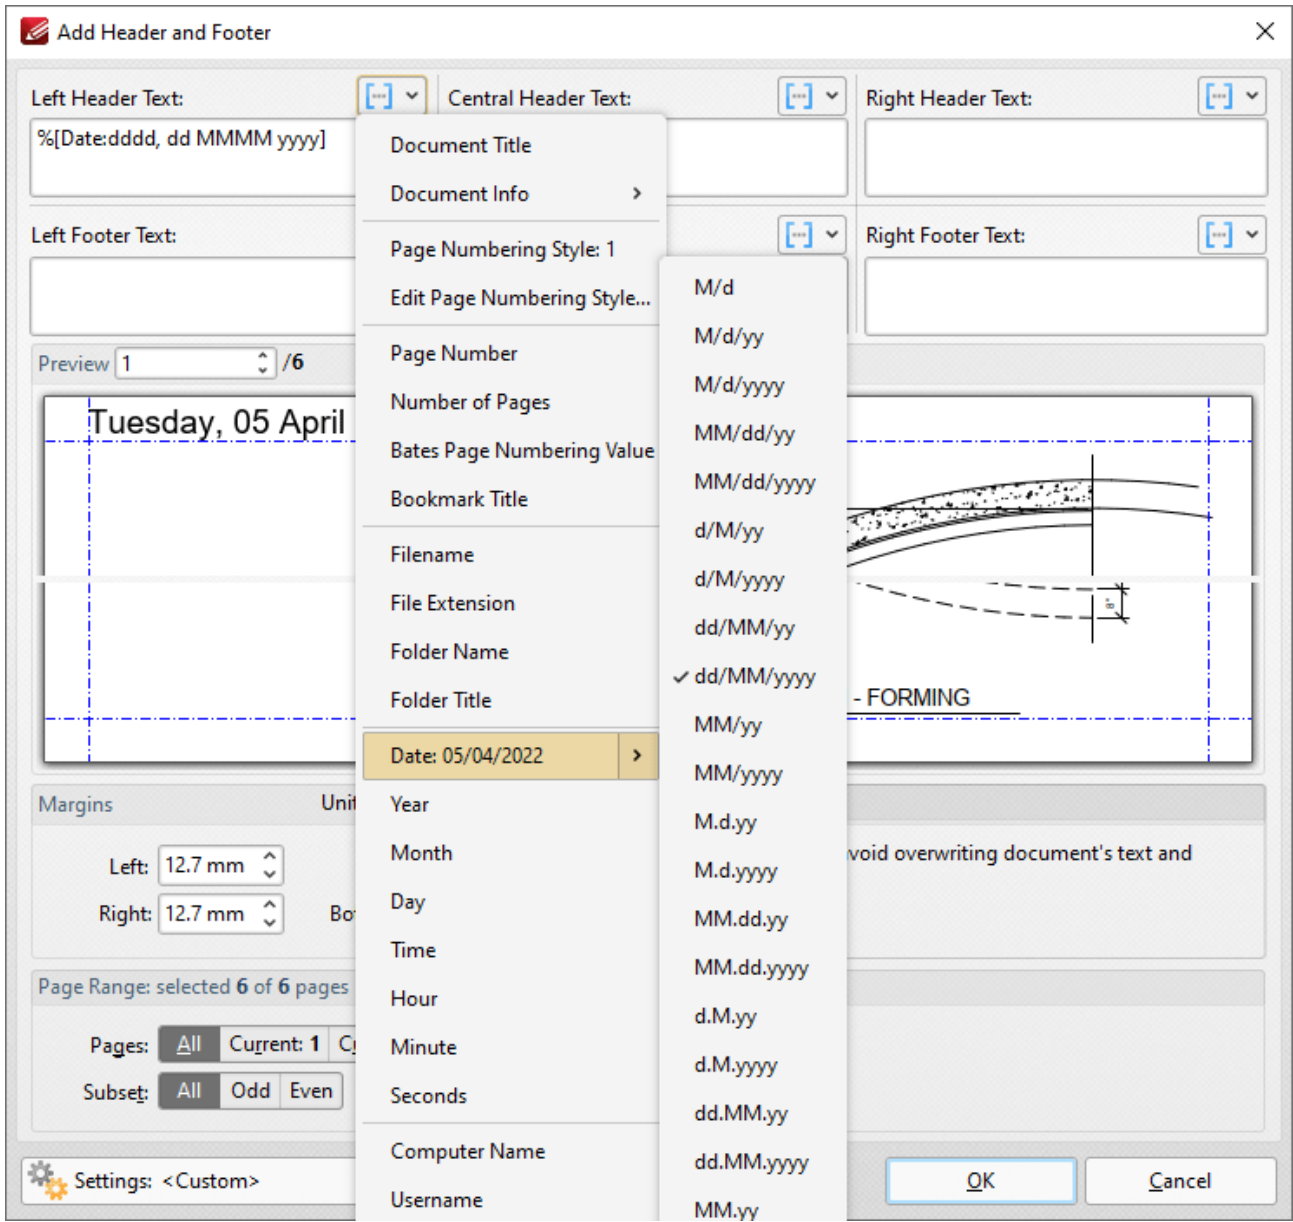 Add Header and Footer
Left Header Text:
Central Header Text:
Right Header Text:
%[Date:dddd, dd MMMM yyyy]
Left Footer Text:
Right Footer Text:
Preview 1 /6
Tuesday, 05 April
8"
- FORMING
Margins
Left: 12.7 mm
Right: 12.7 mm
void overwriting document's text and
Page Range: selected 6 of 6 pages
Pages: All Current: 1
Subset: All Odd Even
Settings: <Custom>
OK
Cancel
Document Title
Document Info
Page Numbering Style: 1
Edit Page Numbering Style...
Page Number
Number of Pages
Bates Page Numbering Value
Bookmark Title
Filename
File Extension
Folder Name
Folder Title
Date: 05/04/2022
Year
Month
Day
Time
Hour
Minute
Seconds
Computer Name
Username
M/d
M/d/yy
M/d/yyyy
MM/dd/yy
MM/dd/yyyy
d/M/yy
d/M/yyyy
dd/MM/yy
dd/MM/yyyy
MM/yy
MM/yyyy
M.d.yy
M.d.yyyy
MM.dd.yy
MM.dd.yyyy
d.M.yy
d.M.yyyy
dd.MM.yy
dd.MM.yyyy
MM.yy